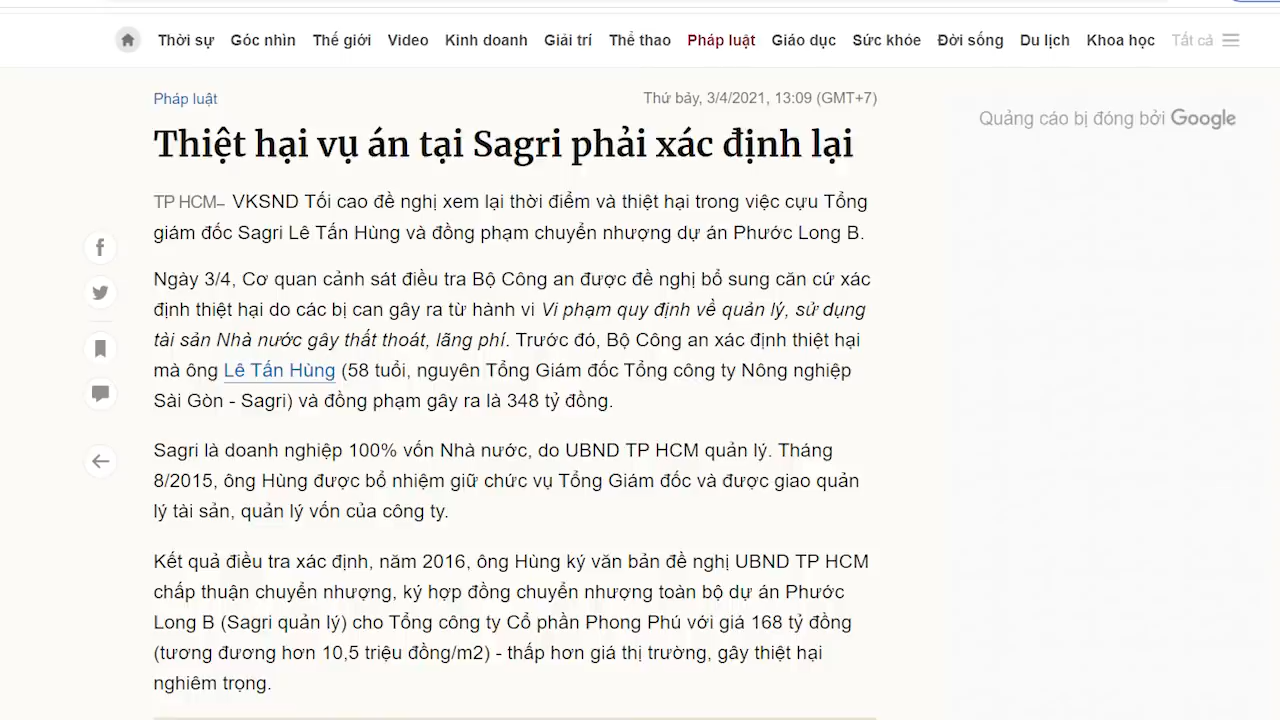 Thời sự Góc nhìn Thế giới Video Kinh doanh Giải trí Thể thao Pháp luật Giáo dục Sức khỏe Đời sống Du lịch Khoa học Tất cả
Pháp luật
Thứ bảy, 3/4/2021, 13:09 (GMT+7)
Quảng cáo bị đóng bởi Google
Thiệt hại vụ án tại Sagri phải xác định lại
TP HCM– VKSND Tối cao đề nghị xem lại thời điểm và thiệt hại trong việc cựu Tổng
giám đốc Sagri Lê Tấn Hùng và đồng phạm chuyển nhượng dự án Phước Long B.
Ngày 3/4, Cơ quan cảnh sát điều tra Bộ Công an được đề nghị bổ sung căn cứ xác
định thiệt hại do các bị can gây ra từ hành vi Vi phạm quy định về quản lý, sử dụng
tài sản Nhà nước gây thất thoát, lãng phí. Trước đó, Bộ Công an xác định thiệt hại
mà ông Lê Tấn Hùng (58 tuổi, nguyên Tổng Giám đốc Tổng công ty Nông nghiệp
Sài Gòn - Sagri) và đồng phạm gây ra là 348 tỷ đồng.
Sagri là doanh nghiệp 100% vốn Nhà nước, do UBND TP HCM quản lý. Tháng
8/2015, ông Hùng được bổ nhiệm giữ chức vụ Tổng Giám đốc và được giao quản
lý tài sản, quản lý vốn của công ty.
Kết quả điều tra xác định, năm 2016, ông Hùng ký văn bản đề nghị UBND TP HCM
chấp thuận chuyển nhượng, ký hợp đồng chuyển nhượng toàn bộ dự án Phước
Long B (Sagri quản lý) cho Tổng công ty Cổ phần Phong Phú với giá 168 tỷ đồng
(tương đương hơn 10,5 triệu đồng/m2) - thấp hơn giá thị trường, gây thiệt hại
nghiêm trọng.